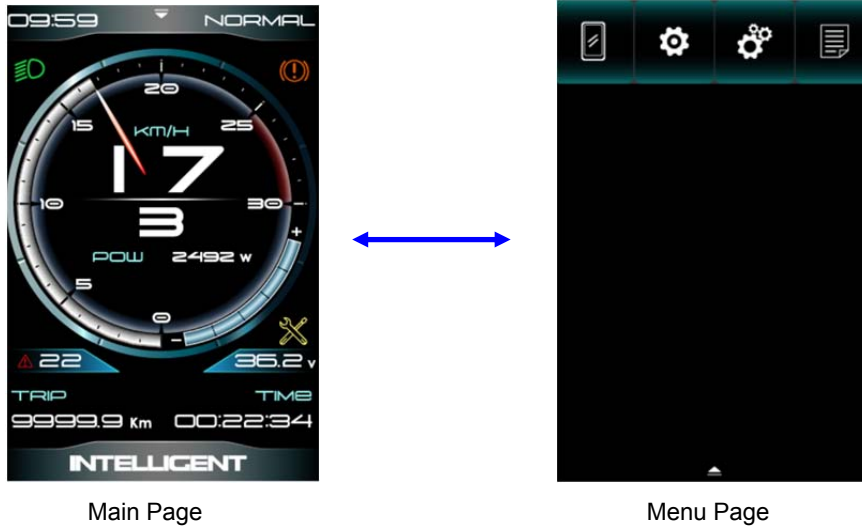 09:59 NORMAL
20
15 KM/H 25
17
10 30
3
+
POW 2492 w
5
0
-
22 36.2 v
TRIP TIME
9999.9 Km 00:22:34
INTELLIGENT
Main Page Menu Page